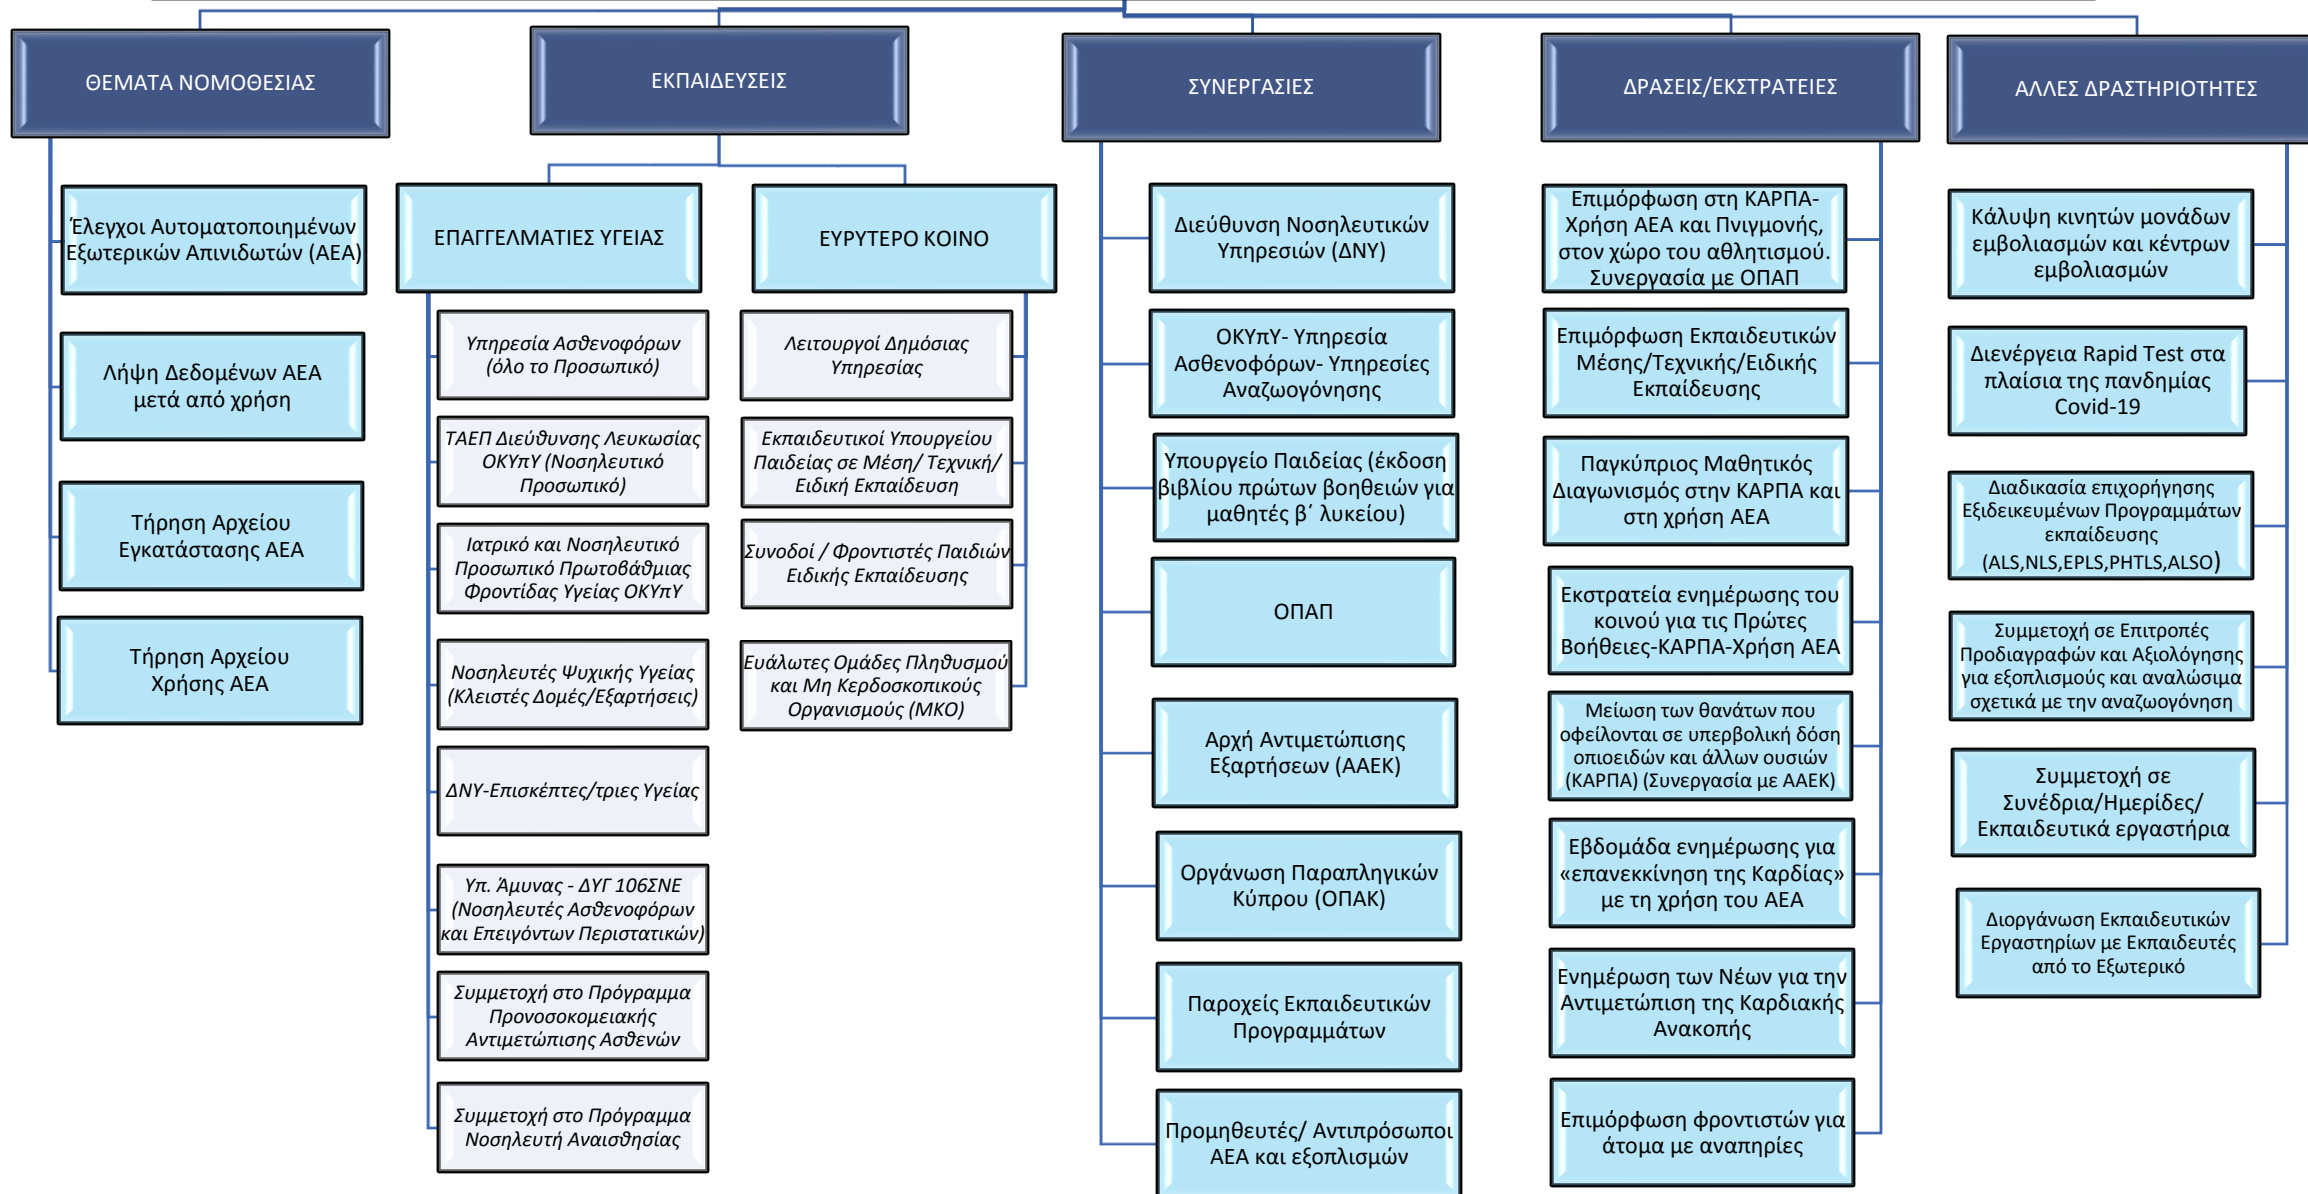 ΘΕΜΑΤΑ ΝΟΜΟΘΕΣΙΑΣ
Έλεγχοι Αυτοματοποιημένων
Εξωτερικών Απινιδωτών (ΑΕΑ)
Λήψη Δεδομένων ΑΕΑ
μετά από χρήση
Τήρηση Αρχείου
Εγκατάστασης ΑΕΑ
Τήρηση Αρχείου
Χρήσης ΑΕΑ
ΕΚΠΑΙΔΕΥΣΕΙΣ
ΕΠΑΓΓΕΛΜΑΤΙΕΣ ΥΓΕΙΑΣ
Υπηρεσία Ασθενοφόρων
(όλο το Προσωπικό)
ΤΑΕΠ Διεύθυνσης Λευκωσίας
ΟΚΥπΥ (Νοσηλευτικό
Προσωπικό)
Ιατρικό και Νοσηλευτικό
Προσωπικό Πρωτοβάθμιας
Φροντίδας Υγείας ΟΚΥπΥ
Νοσηλευτές Ψυχικής Υγείας
(Κλειστές Δομές/Εξαρτήσεις)
ΔΝΥ-Επισκέπτες/τριες Υγείας
Υπ. Άμυνας - ΔΥΓ 106ΣΝΕ
(Νοσηλευτές Ασθενοφόρων
και Επειγόντων Περιστατικών)
Συμμετοχή στο Πρόγραμμα
Προνοσοκομειακής
Αντιμετώπισης Ασθενών
Συμμετοχή στο Πρόγραμμα
Νοσηλευτή Αναισθησίας
ΕΥΡΥΤΕΡΟ ΚΟΙΝΟ
Λειτουργοί Δημόσιας
Υπηρεσίας
Εκπαιδευτικοί Υπουργείου
Παιδείας σε Μέση/ Τεχνική/
Ειδική Εκπαίδευση
Συνοδοί / Φροντιστές Παιδιών
Ειδικής Εκπαίδευσης
Ευάλωτες Ομάδες Πληθυσμού
και Μη Κερδοσκοπικούς
Οργανισμούς (ΜΚΟ)
ΣΥΝΕΡΓΑΣΙΕΣ
Διεύθυνση Νοσηλευτικών
Υπηρεσιών (ΔΝΥ)
ΟΚΥπΥ- Υπηρεσία
Ασθενοφόρων- Υπηρεσίες
Αναζωογόνησης
Υπουργείο Παιδείας (έκδοση
βιβλίου πρώτων βοηθειών για
μαθητές β΄ λυκείου)
ΟΠΑΠ
Αρχή Αντιμετώπισης
Εξαρτήσεων (ΑΑΕΚ)
Οργάνωση Παραπληγικών
Κύπρου (ΟΠΑΚ)
Παροχείς Εκπαιδευτικών
Προγραμμάτων
Προμηθευτές/ Αντιπρόσωποι
ΑΕΑ και εξοπλισμών
ΔΡΑΣΕΙΣ/ΕΚΣΤΡΑΤΕΙΕΣ
Επιμόρφωση στη ΚΑΡΠΑ-
Χρήση ΑΕΑ και Πνιγμονής,
στον χώρο του αθλητισμού.
Συνεργασία με ΟΠΑΠ
Επιμόρφωση Εκπαιδευτικών
Μέσης/Τεχνικής/Ειδικής
Εκπαίδευσης
Παγκύπριος Μαθητικός
Διαγωνισμός στην ΚΑΡΠΑ και
στη χρήση ΑΕΑ
Εκστρατεία ενημέρωσης του
κοινού για τις Πρώτες
Βοήθειες-ΚΑΡΠΑ-Χρήση ΑΕΑ
Μείωση των θανάτων που
οφείλονται σε υπερβολική δόση
οπιοειδών και άλλων ουσιών
(ΚΑΡΠΑ) (Συνεργασία με ΑΑΕΚ)
Εβδομάδα ενημέρωσης για
«επανεκκίνηση της Καρδίας»
με τη χρήση του ΑΕΑ
Ενημέρωση των Νέων για την
Αντιμετώπιση της Καρδιακής
Ανακοπής
Επιμόρφωση φροντιστών για
άτομα με αναπηρίες
ΑΛΛΕΣ ΔΡΑΣΤΗΡΙΟΤΗΤΕΣ
Κάλυψη κινητών μονάδων
εμβολιασμών και κέντρων
εμβολιασμών
Διενέργεια Rapid Test στα
πλαίσια της πανδημίας
Covid-19
Διαδικασία επιχορήγησης
Εξιδεικευμένων Προγραμμάτων
εκπαίδευσης
(ALS,NLS,EPLS,PHTLS,ALSO)
Συμμετοχή σε Επιτροπές
Προδιαγραφών και Αξιολόγησης
για εξοπλισμούς και αναλώσιμα
σχετικά με την αναζωογόνηση
Συμμετοχή σε
Συνέδρια/Ημερίδες/
Εκπαιδευτικά εργαστήρια
Διοργάνωση Εκπαιδευτικών
Εργαστηρίων με Εκπαιδευτές
από το Εξωτερικό